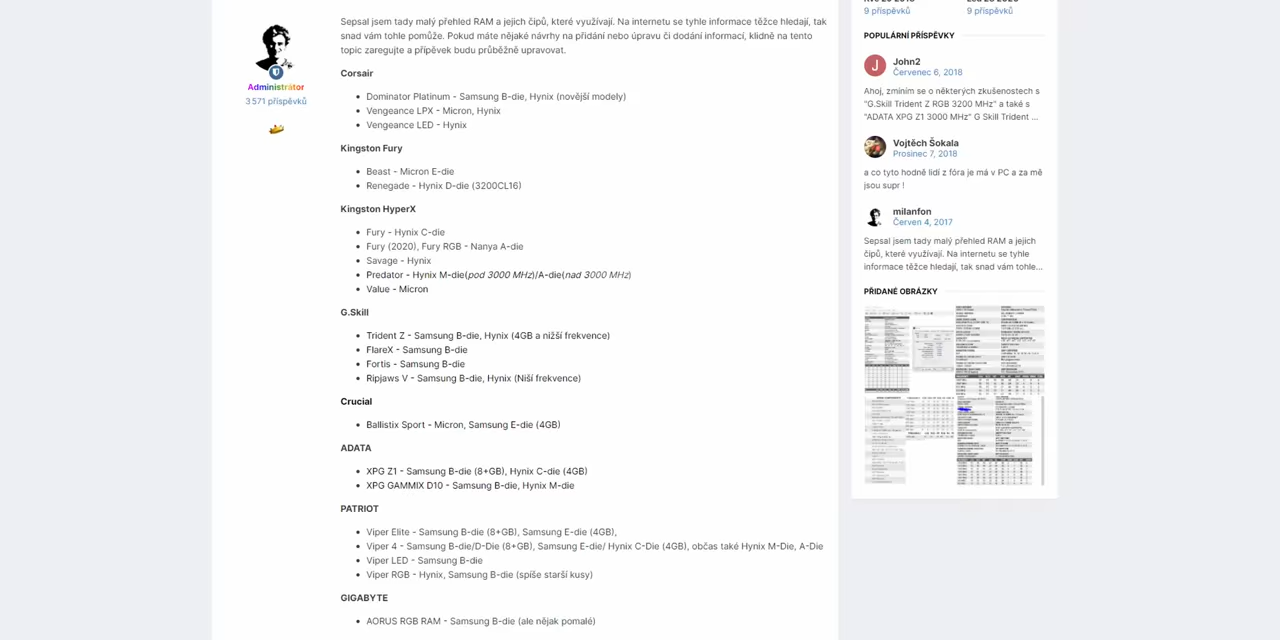 Sepsal jsem tady malý přehled RAM a jejich čipů, které využívají. Na internetu se tyhle informace těžce hledají, tak
snad vám tohle pomůže. Pokud máte nějaké návrhy na přidání nebo úpravu či dodání informací, klidně na tento
topic zaregujte a přípěvek budu průběžně upravovat.
Administrátor
3 571 příspěvků
Corsair
Dominator Platinum - Samsung B-die, Hynix (novější modely)
Vengeance LPX - Micron, Hynix
Vengeance LED - Hynix
Kingston Fury
Beast - Micron E-die
Renegade - Hynix D-die (3200CL16)
Kingston HyperX
Fury - Hynix C-die
Fury (2020), Fury RGB - Nanya A-die
Savage - Hynix
Predator - Hynix M-die(pod 3000 MHz)/A-die(nad 3000 MHz)
Value - Micron
G.Skill
Trident Z - Samsung B-die, Hynix (4GB a nižší frekvence)
FlareX - Samsung B-die
Fortis - Samsung B-die
Ripjaws V - Samsung B-die, Hynix (Niší frekvence)
Crucial
Ballistix Sport - Micron, Samsung E-die (4GB)
ADATA
XPG Z1 - Samsung B-die (8+GB), Hynix C-die (4GB)
XPG GAMMIX D10 - Samsung B-die, Hynix M-die
PATRIOT
Viper Elite - Samsung B-die (8+GB), Samsung E-die (4GB),
Viper 4 - Samsung B-die/D-Die (8+GB), Samsung E-die/ Hynix C-Die (4GB), občas také Hynix M-Die, A-Die
Viper LED - Samsung B-die
Viper RGB - Hynix, Samsung B-die (spíše starší kusy)
GIGABYTE
AORUS RGB RAM - Samsung B-die (ale nějak pomalé)
9 příspěvků
9 příspěvků
POPULÁRNÍ PŘÍSPĚVKY
J
John2
Červenec 6, 2018
Ahoj, zmíním se o některých zkušenostech s
"G.Skill Trident Z RGB 3200 MHz" a také s
"ADATA XPG Z1 3000 MHz" G Skill Trident ...
Vojtěch Šokala
Prosinec 7, 2018
a co tyto hodně lidí z fóra je má v PC a za mě
jsou supr !
milanfon
Červen 4, 2017
Sepsal jsem tady malý přehled RAM a jejich
čipů, které využívají. Na internetu se tyhle
informace těžce hledají, tak snad vám tohle...
PŘIDANÉ OBRÁZKY